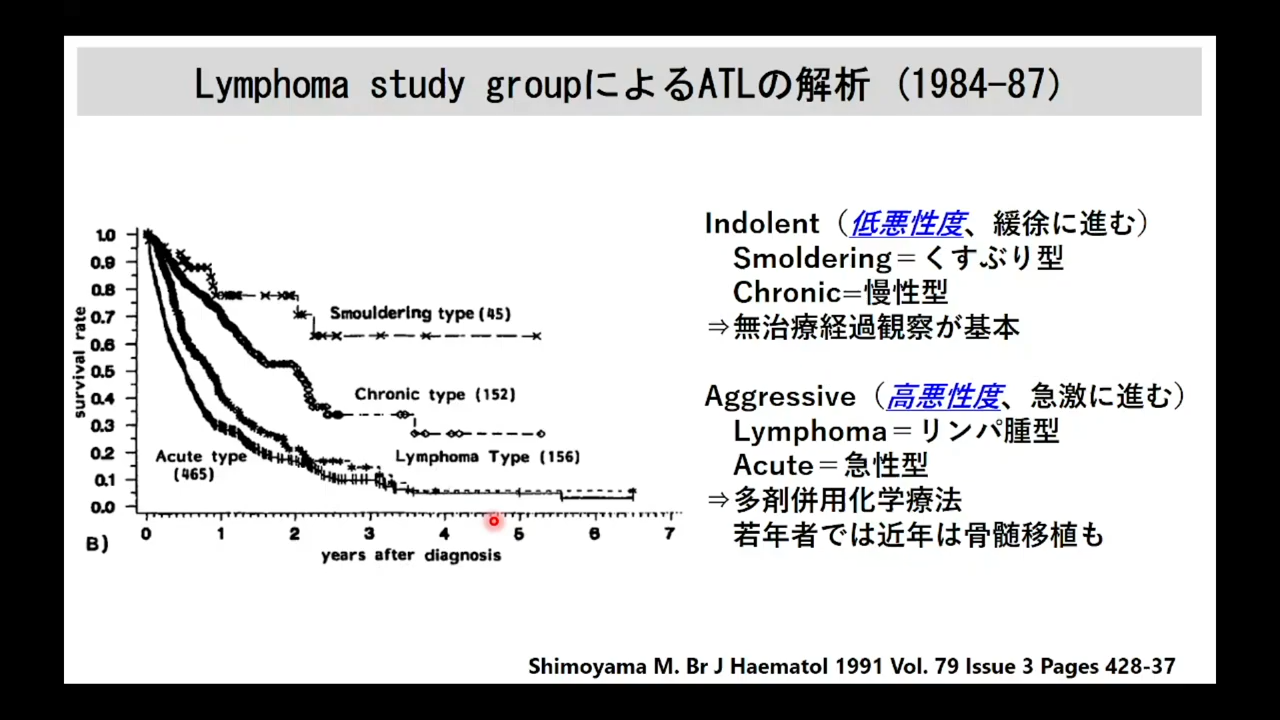 Lymphoma study groupによるATLの解析 (1984-87)
1.0
0.9
0.8
0.7
0.6
0.5
0.4
0.3
0.2
0.1
0.0
survival rate
Smouldering type (45)
Chronic type (152)
Lymphoma Type (156)
Acute type
(465)
0 1 2 3 4 5 6 7
years after diagnosis
B)
Indolent（低悪性度、緩徐に進む）
Smoldering＝くすぶり型
Chronic=慢性型
⇒無治療経過観察が基本
Aggressive（高悪性度、急激に進む）
Lymphoma＝リンパ腫型
Acute＝急性型
⇒多剤併用化学療法
若年者では近年は骨髄移植も
Shimoyama M. Br J Haematol 1991 Vol. 79 Issue 3 Pages 428-37